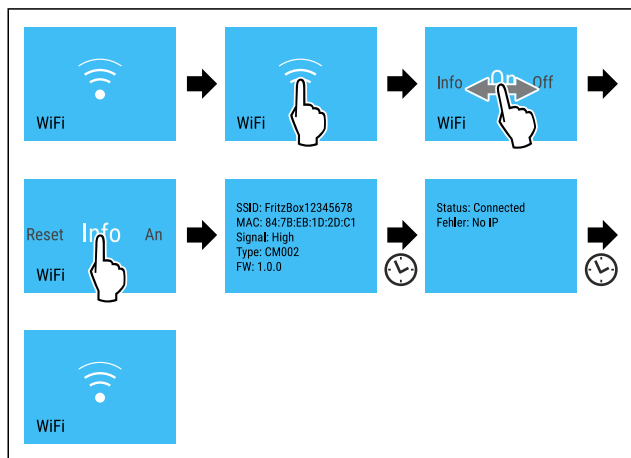 WiFi
WiFi
Info On Off
WiFi
Reset Info An
WiFi
SSID: FritzBox12345678
MAC: 84:7B:EB:1D:2D:C1
Signal: High
Type: CM002
FW: 1.0.0
Status: Connected
Fehler: No IP
WiFi